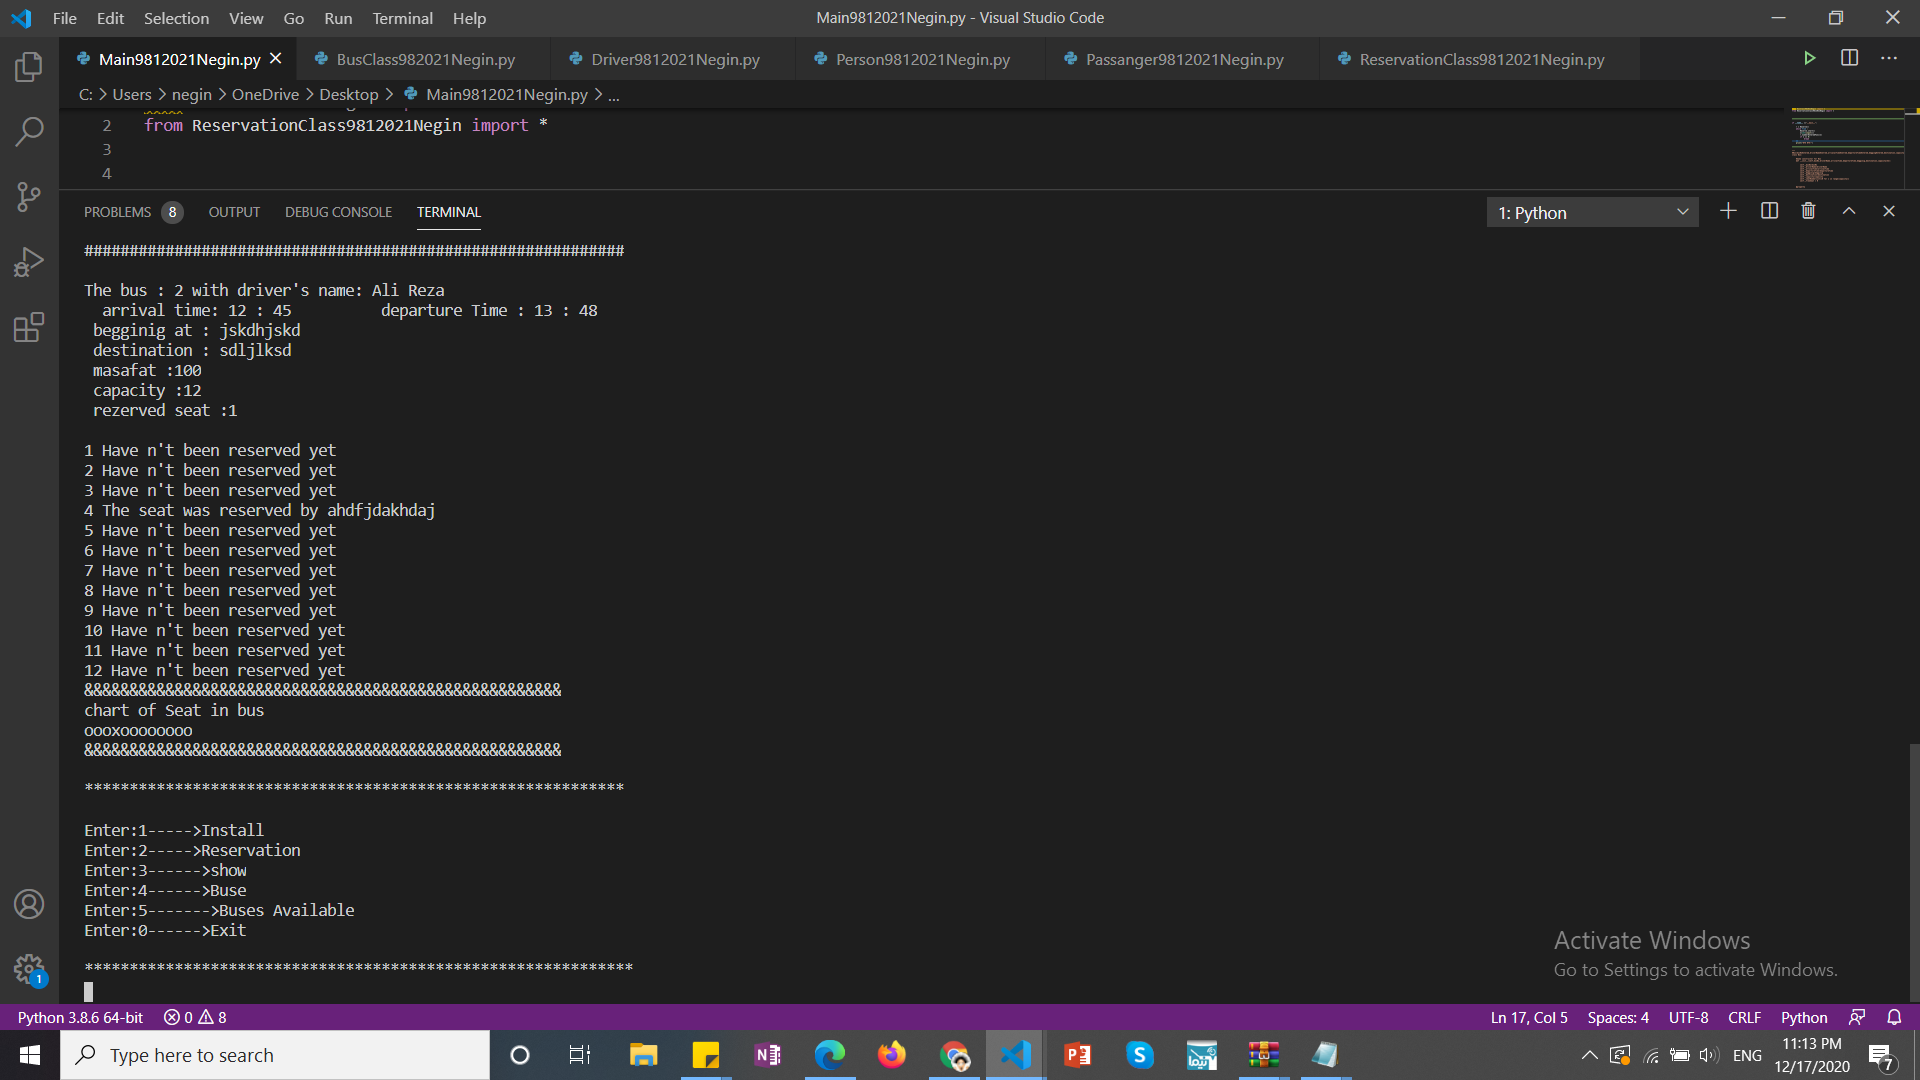 File Edit Selection View Go Run Terminal Help
Main9812021Negin.py - Visual Studio Code
Main9812021Negin.py
BusClass982021Negin.py
Driver9812021Negin.py
Person9812021Negin.py
Passanger9812021Negin.py
ReservationClass9812021Negin.py
C: > Users > negin > OneDrive > Desktop > Main9812021Negin.py > ...
2 from ReservationClass9812021Negin import *
3
4
PROBLEMS 8 OUTPUT DEBUG CONSOLE TERMINAL
1: Python
############################################################
The bus : 2 with driver's name: Ali Reza
arrival time: 12 : 45 departure Time : 13 : 48
begginig at : jskdhjskd
destination : sdljlksd
masafat :100
capacity :12
rezerved seat :1
1 Have n't been reserved yet
2 Have n't been reserved yet
3 Have n't been reserved yet
4 The seat was reserved by ahdfjdakhdaj
5 Have n't been reserved yet
6 Have n't been reserved yet
7 Have n't been reserved yet
8 Have n't been reserved yet
9 Have n't been reserved yet
10 Have n't been reserved yet
11 Have n't been reserved yet
12 Have n't been reserved yet
&&&&&&&&&&&&&&&&&&&&&&&&&&&&&&&&&&&&&&&&&&&&&&&&&&&&&
chart of Seat in bus
oooxoooooooo
&&&&&&&&&&&&&&&&&&&&&&&&&&&&&&&&&&&&&&&&&&&&&&&&&&&&&
************************************************************
Enter:1----->Install
Enter:2----->Reservation
Enter:3------>show
Enter:4------>Buse
Enter:5------->Buses Available
Enter:0------>Exit
*************************************************************
Activate Windows
Go to Settings to activate Windows.
1
Python 3.8.6 64-bit 0 8
Ln 17, Col 5 Spaces: 4 UTF-8 CRLF Python
Type here to search
ENG
11:13 PM
12/17/2020
7